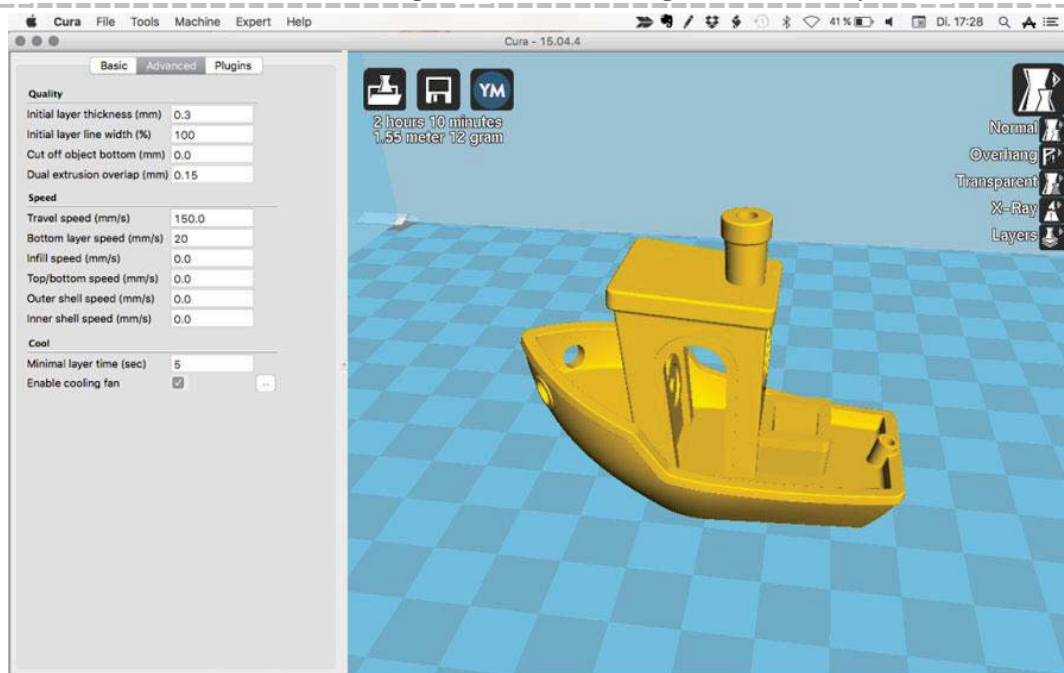 Cura File Tools Machine Expert Help 41% Di. 17:28
Cura - 15.04.4
Basic Advanced Plugins
Quality
Initial layer thickness (mm) 0.3
Initial layer line width (%) 100
Cut off object bottom (mm) 0.0
Dual extrusion overlap (mm) 0.15
Speed
Travel speed (mm/s) 150.0
Bottom layer speed (mm/s) 20
Infill speed (mm/s) 0.0
Top/bottom speed (mm/s) 0.0
Outer shell speed (mm/s) 0.0
Inner shell speed (mm/s) 0.0
Cool
Minimal layer time (sec) 5
Enable cooling fan
...
YM
2 hours 10 minutes
1.55 meter 12 gram
Normal
Overhang
Transparent
X-Ray
Layers